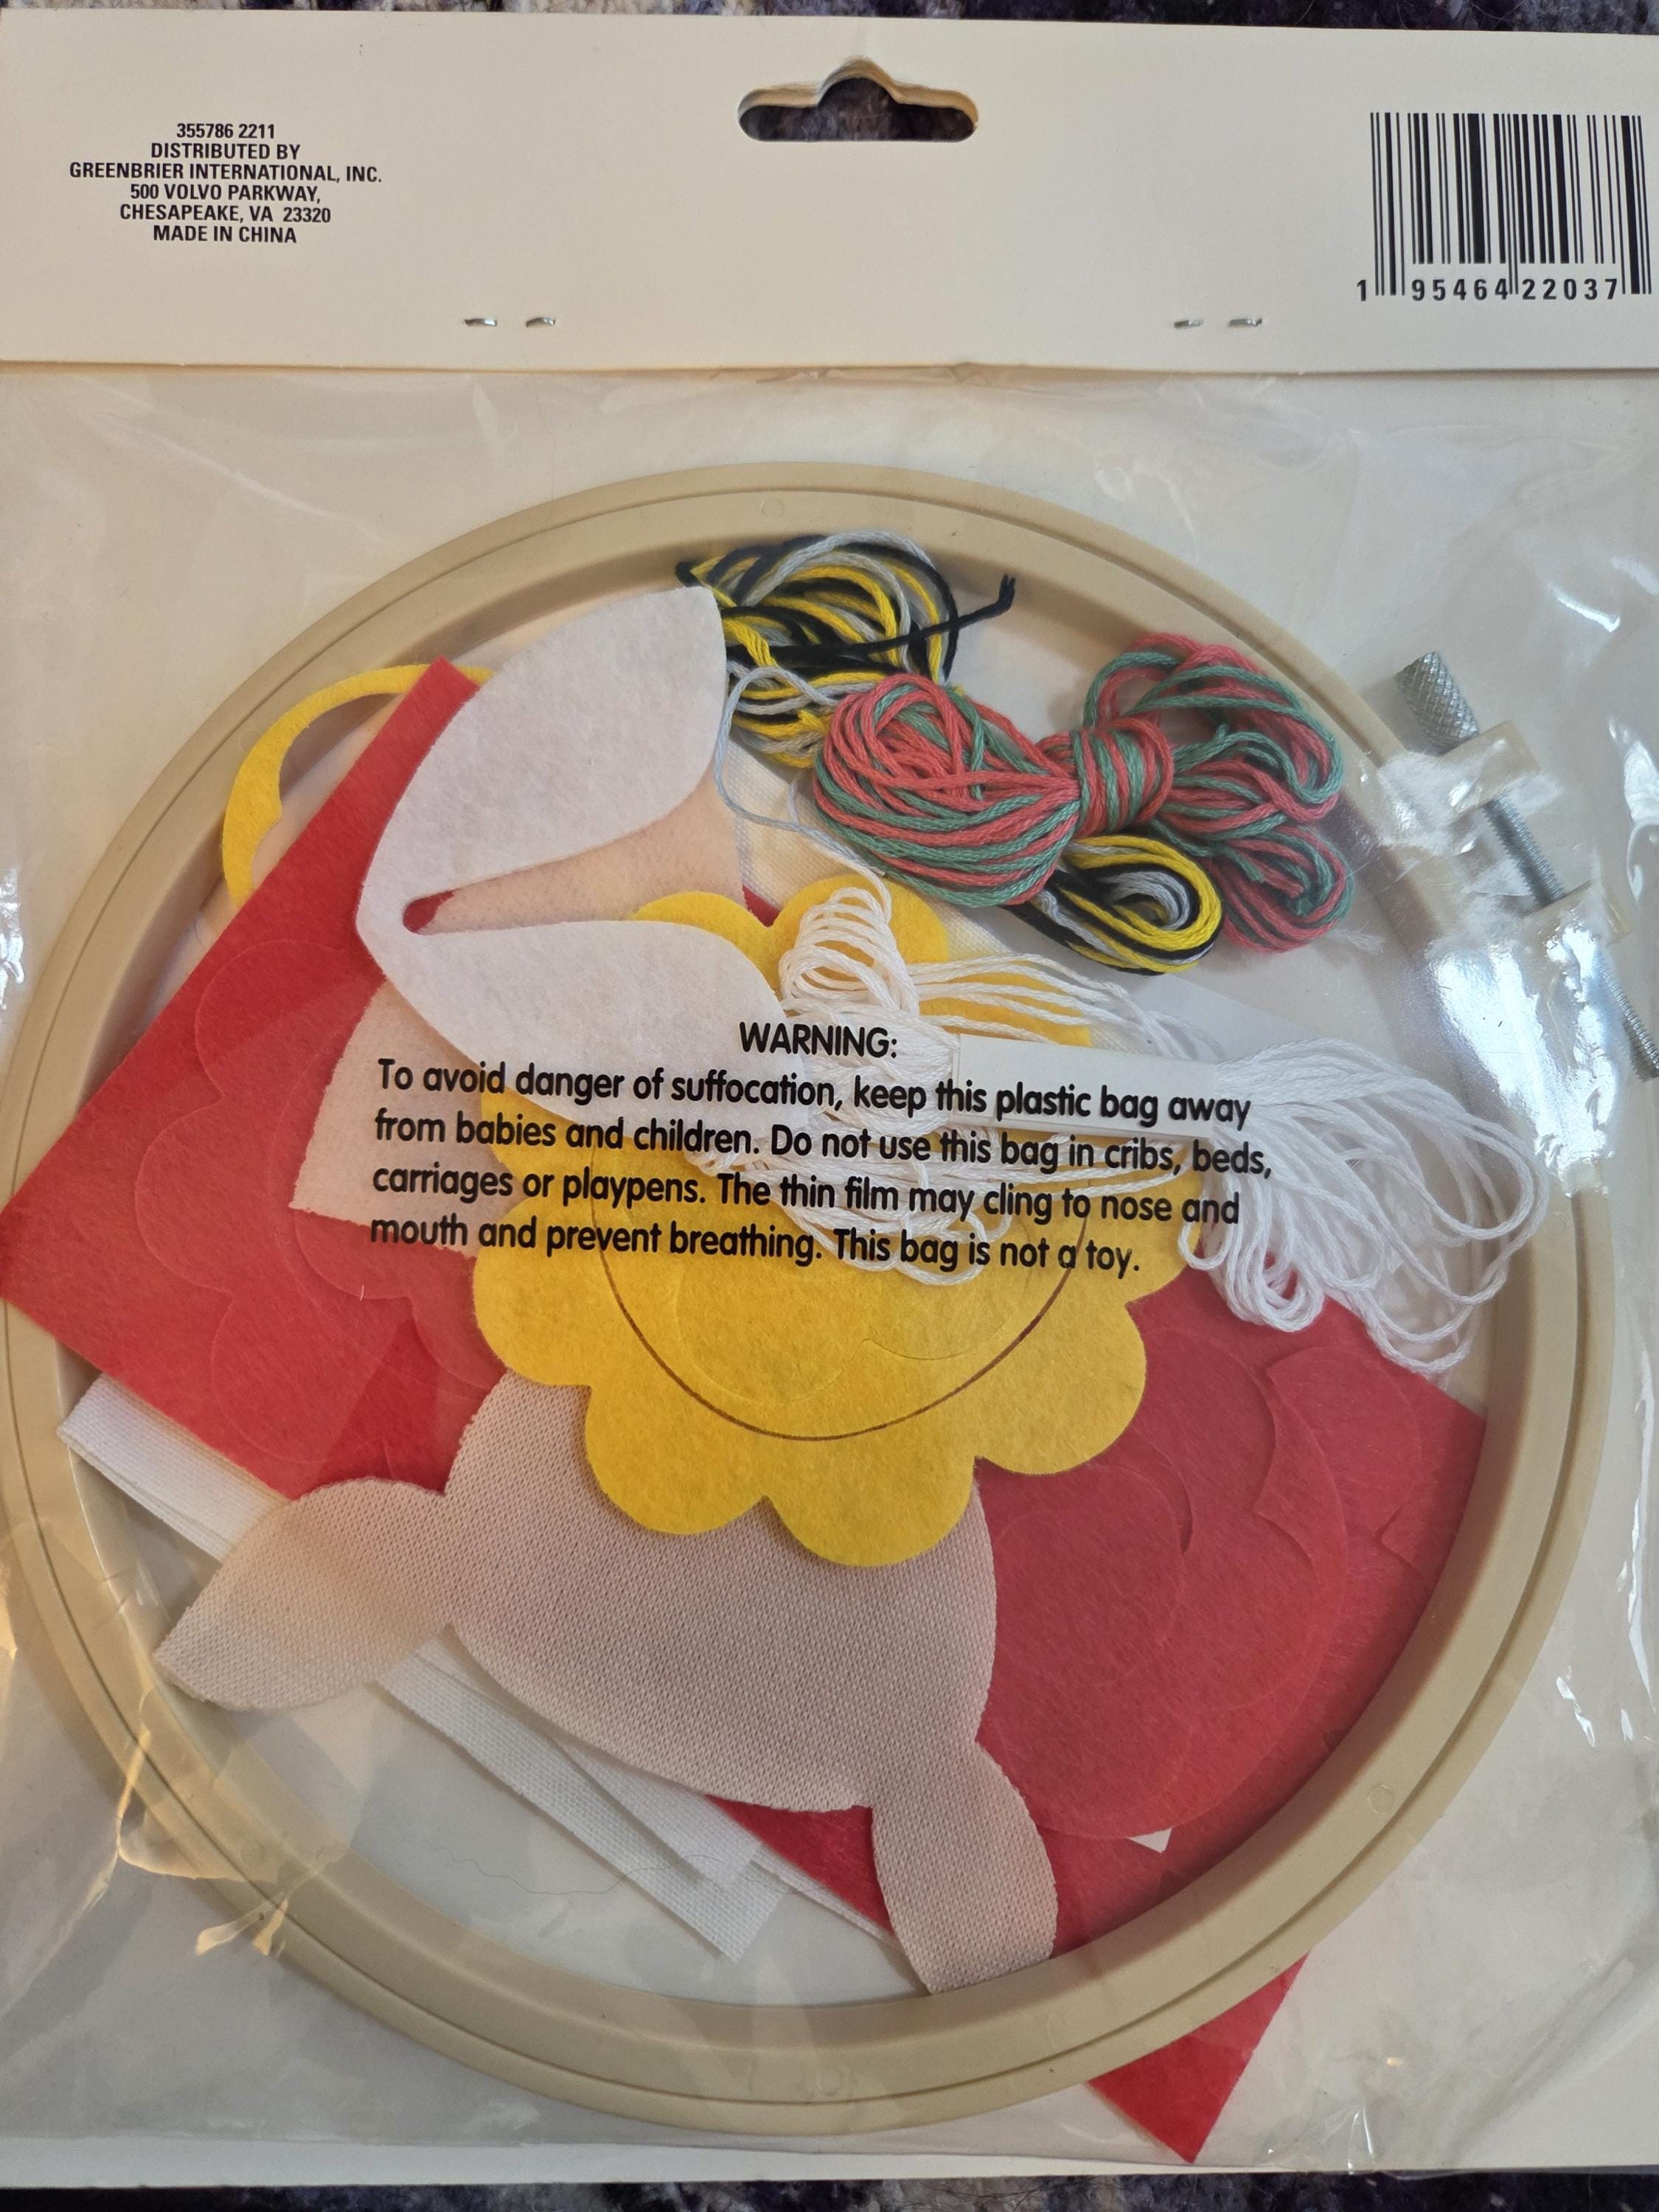 355786 2211
DISTRIBUTED BY
GREENBRIER INTERNATIONAL, INC.
500 VOLVO PARKWAY,
CHESAPEAKE, VA 23320
MADE IN CHINA
1 95464 22037
WARNING:
To avoid danger of suffocation, keep this plastic bag away
from babies and children. Do not use this bag in cribs, beds,
carriages or playpens. The thin film may cling to nose and
mouth and prevent breathing. This bag is not a toy.